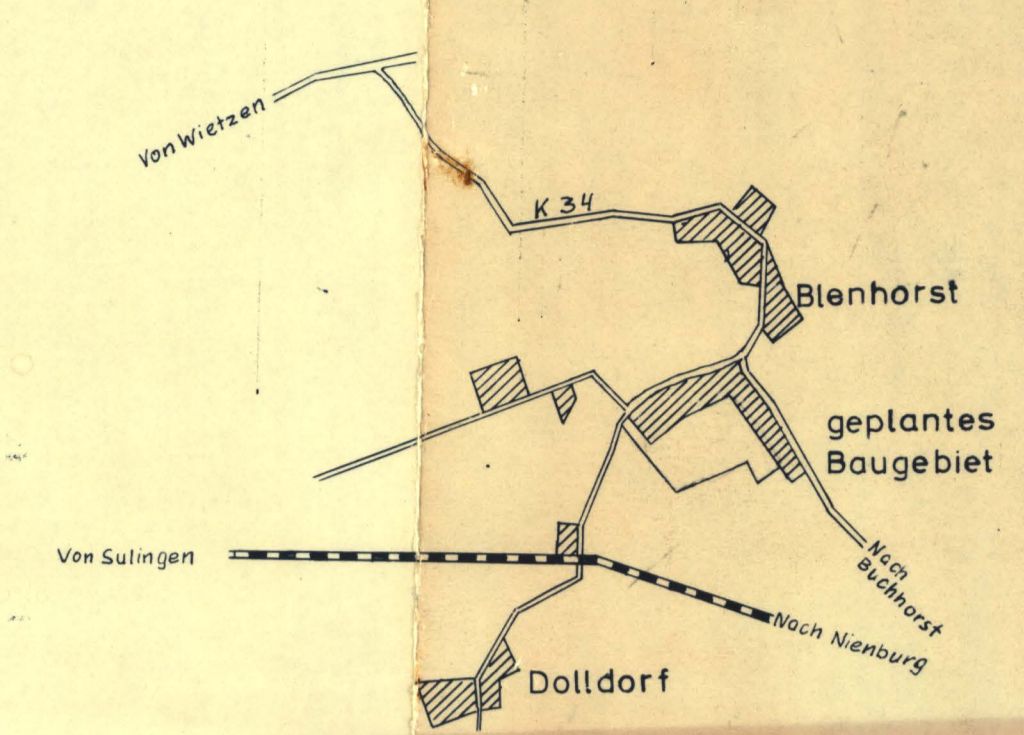 Von Wietzen
K 34
Blenhorst
geplantes
Baugebiet
Von Sulingen
Nach
Buchhorst
Nach Nienburg
Dolldorf